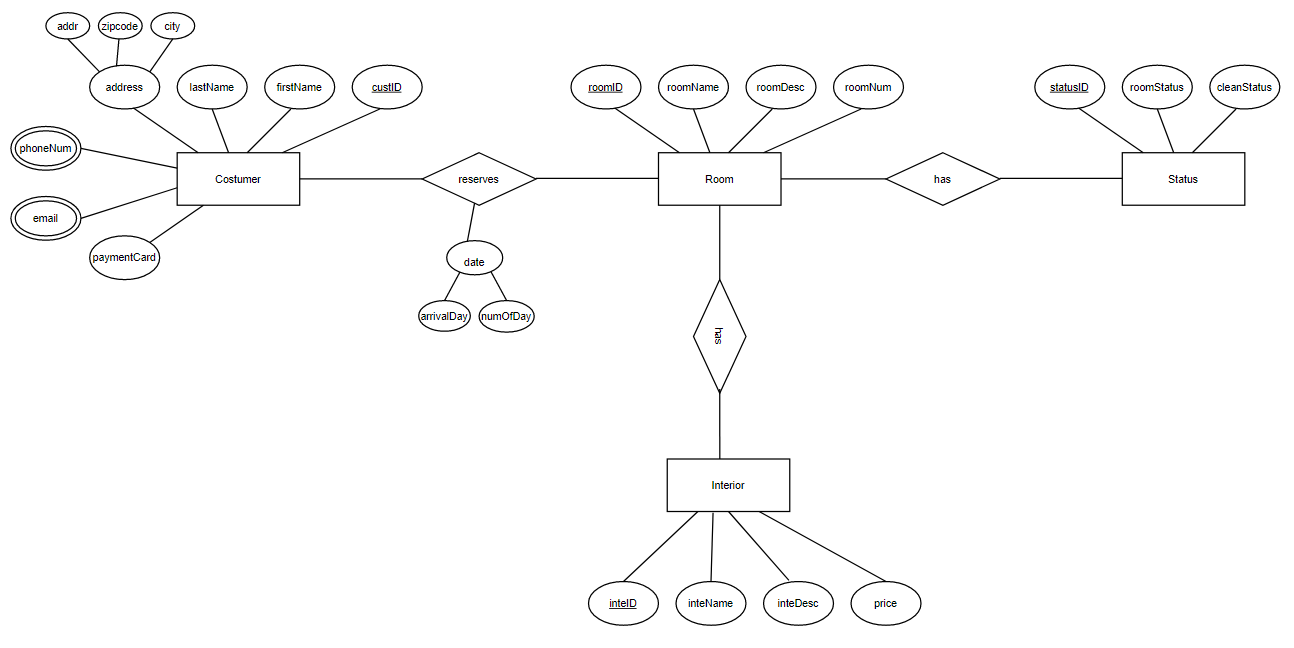 addr
zipcode
city
address
lastName
firstName
custID
roomID
roomName
roomDesc
roomNum
statusID
roomStatus
cleanStatus
phoneNum
Costumer
reserves
Room
has
Status
email
paymentCard
date
arrivalDay
numOfDay
has
Interior
inteID
inteName
inteDesc
price